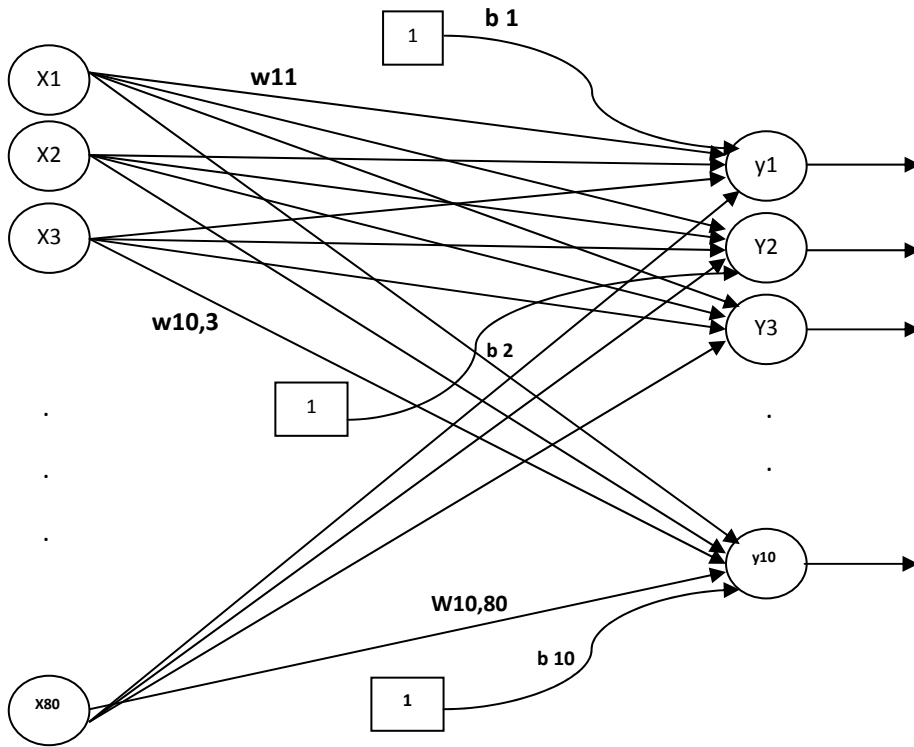 b 1
1
X1
w11
X2
y1
X3
Y2
w10,3
Y3
b 2
1
.
.
.
.
.
y10
W10,80
b 10
X80
1